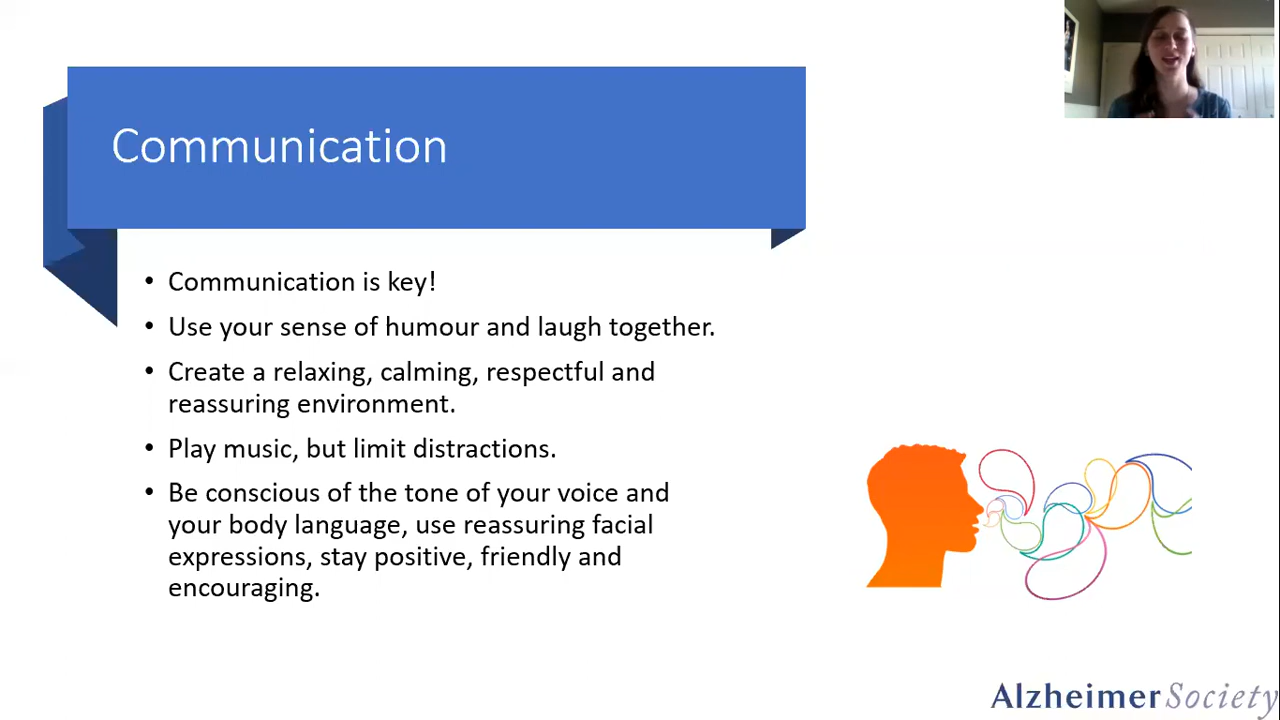 Communication
• Communication is key!
• Use your sense of humour and laugh together.
• Create a relaxing, calming, respectful and
reassuring environment.
• Play music, but limit distractions.
• Be conscious of the tone of your voice and
your body language, use reassuring facial
expressions, stay positive, friendly and
encouraging.
AlzheimerSociety